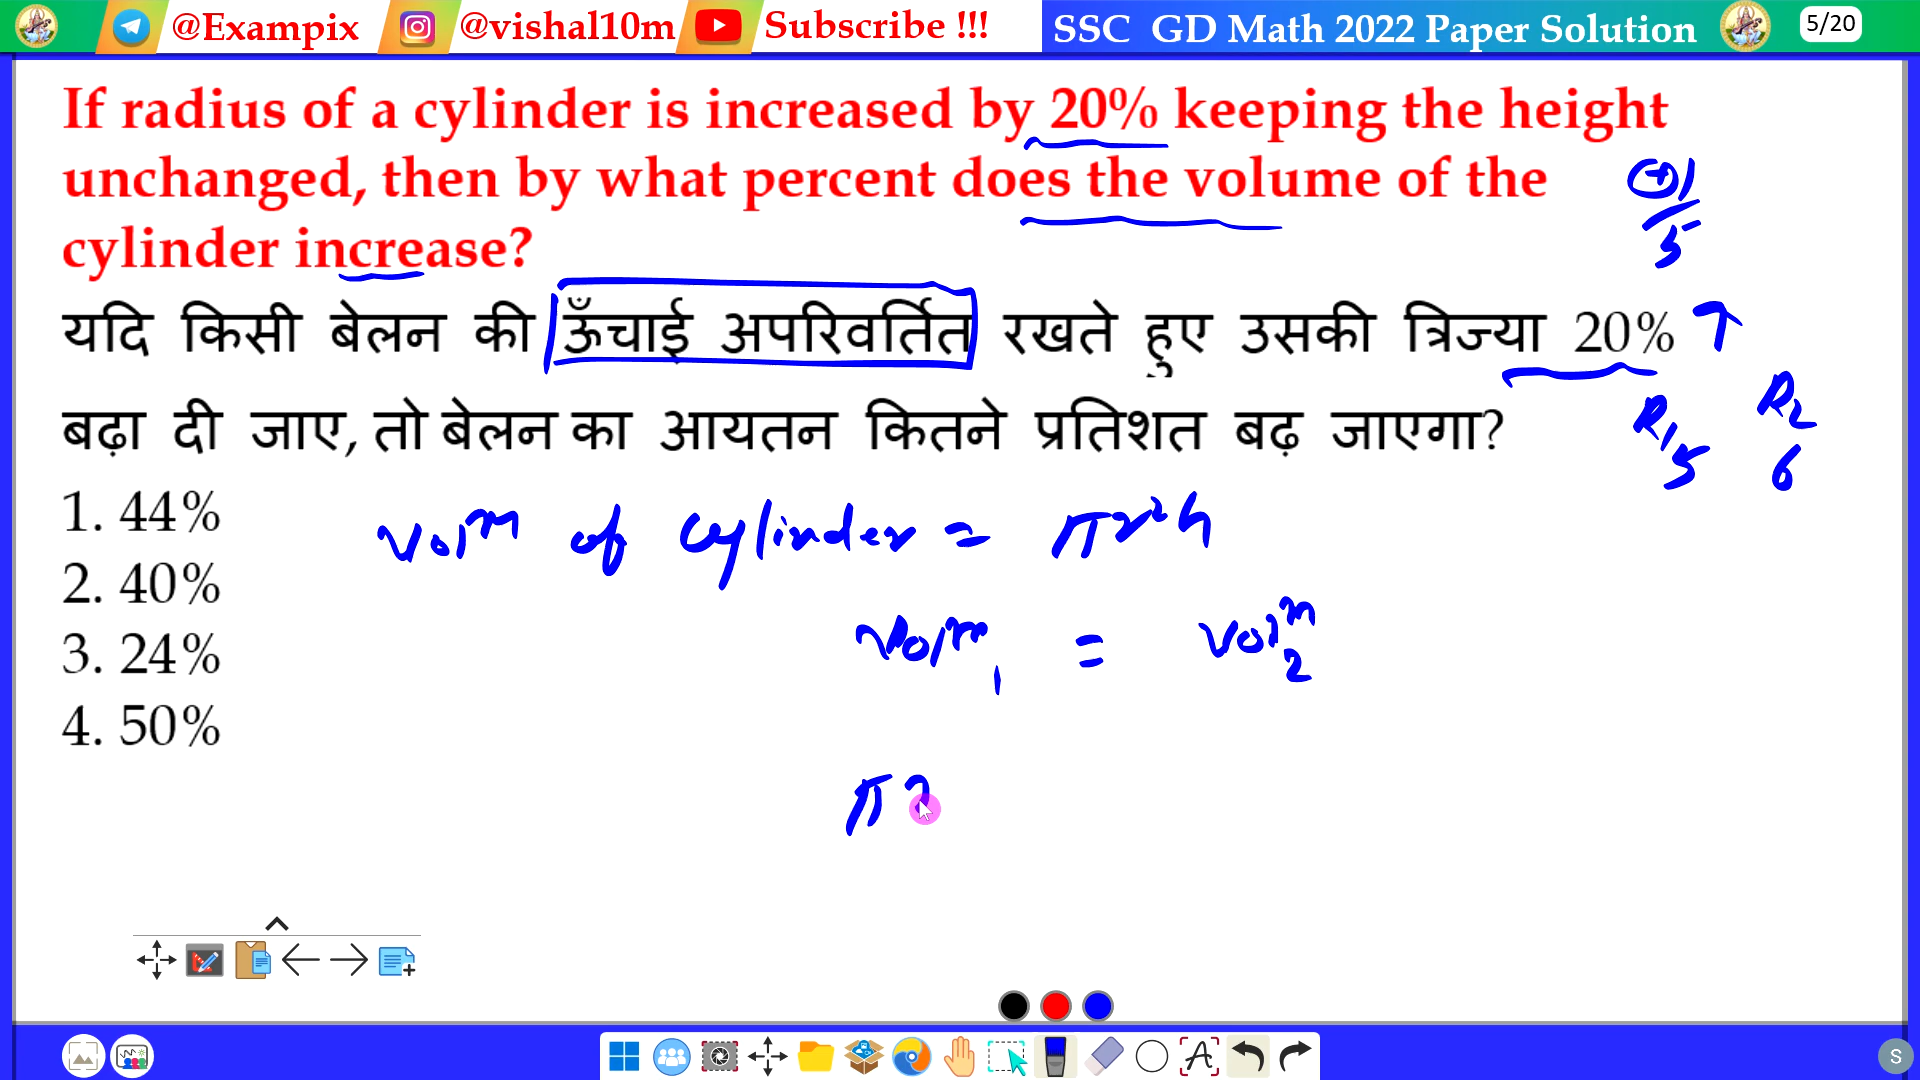 @Exampix @vishal10m Subscribe !!! SSC GD Math 2022 Paper Solution 5/20
If radius of a cylinder is increased by 20% keeping the height
unchanged, then by what percent does the volume of the
cylinder increase?
+1/5
यदि किसी बेलन की ऊँचाई अपरिवर्तित रखते हुए उसकी त्रिज्या 20% ↑
बढ़ा दी जाए, तो बेलन का आयतन कितने प्रतिशत बढ़ जाएगा?
R1 R2
5 6
1. 44%
2. 40%
3. 24%
4. 50%
Volm of cylinder = πr²h
Volm1 = Volm2
π
S